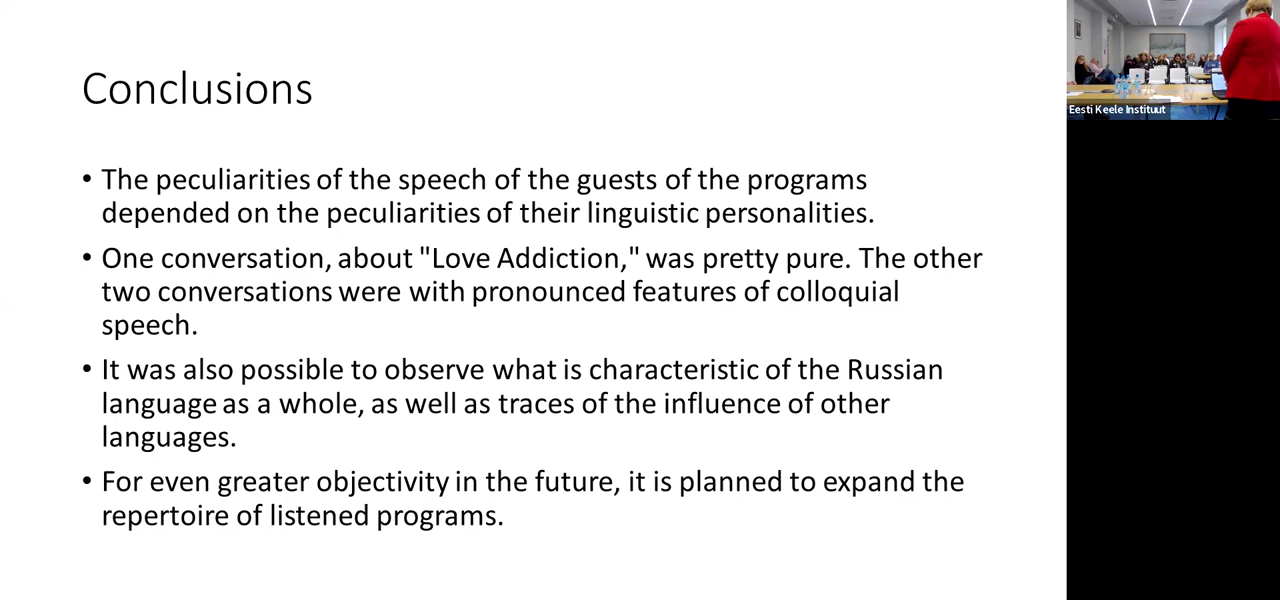 Conclusions
• The peculiarities of the speech of the guests of the programs
depended on the peculiarities of their linguistic personalities.
• One conversation, about "Love Addiction," was pretty pure. The other
two conversations were with pronounced features of colloquial
speech.
• It was also possible to observe what is characteristic of the Russian
language as a whole, as well as traces of the influence of other
languages.
• For even greater objectivity in the future, it is planned to expand the
repertoire of listened programs.
Eesti Keele Instituut